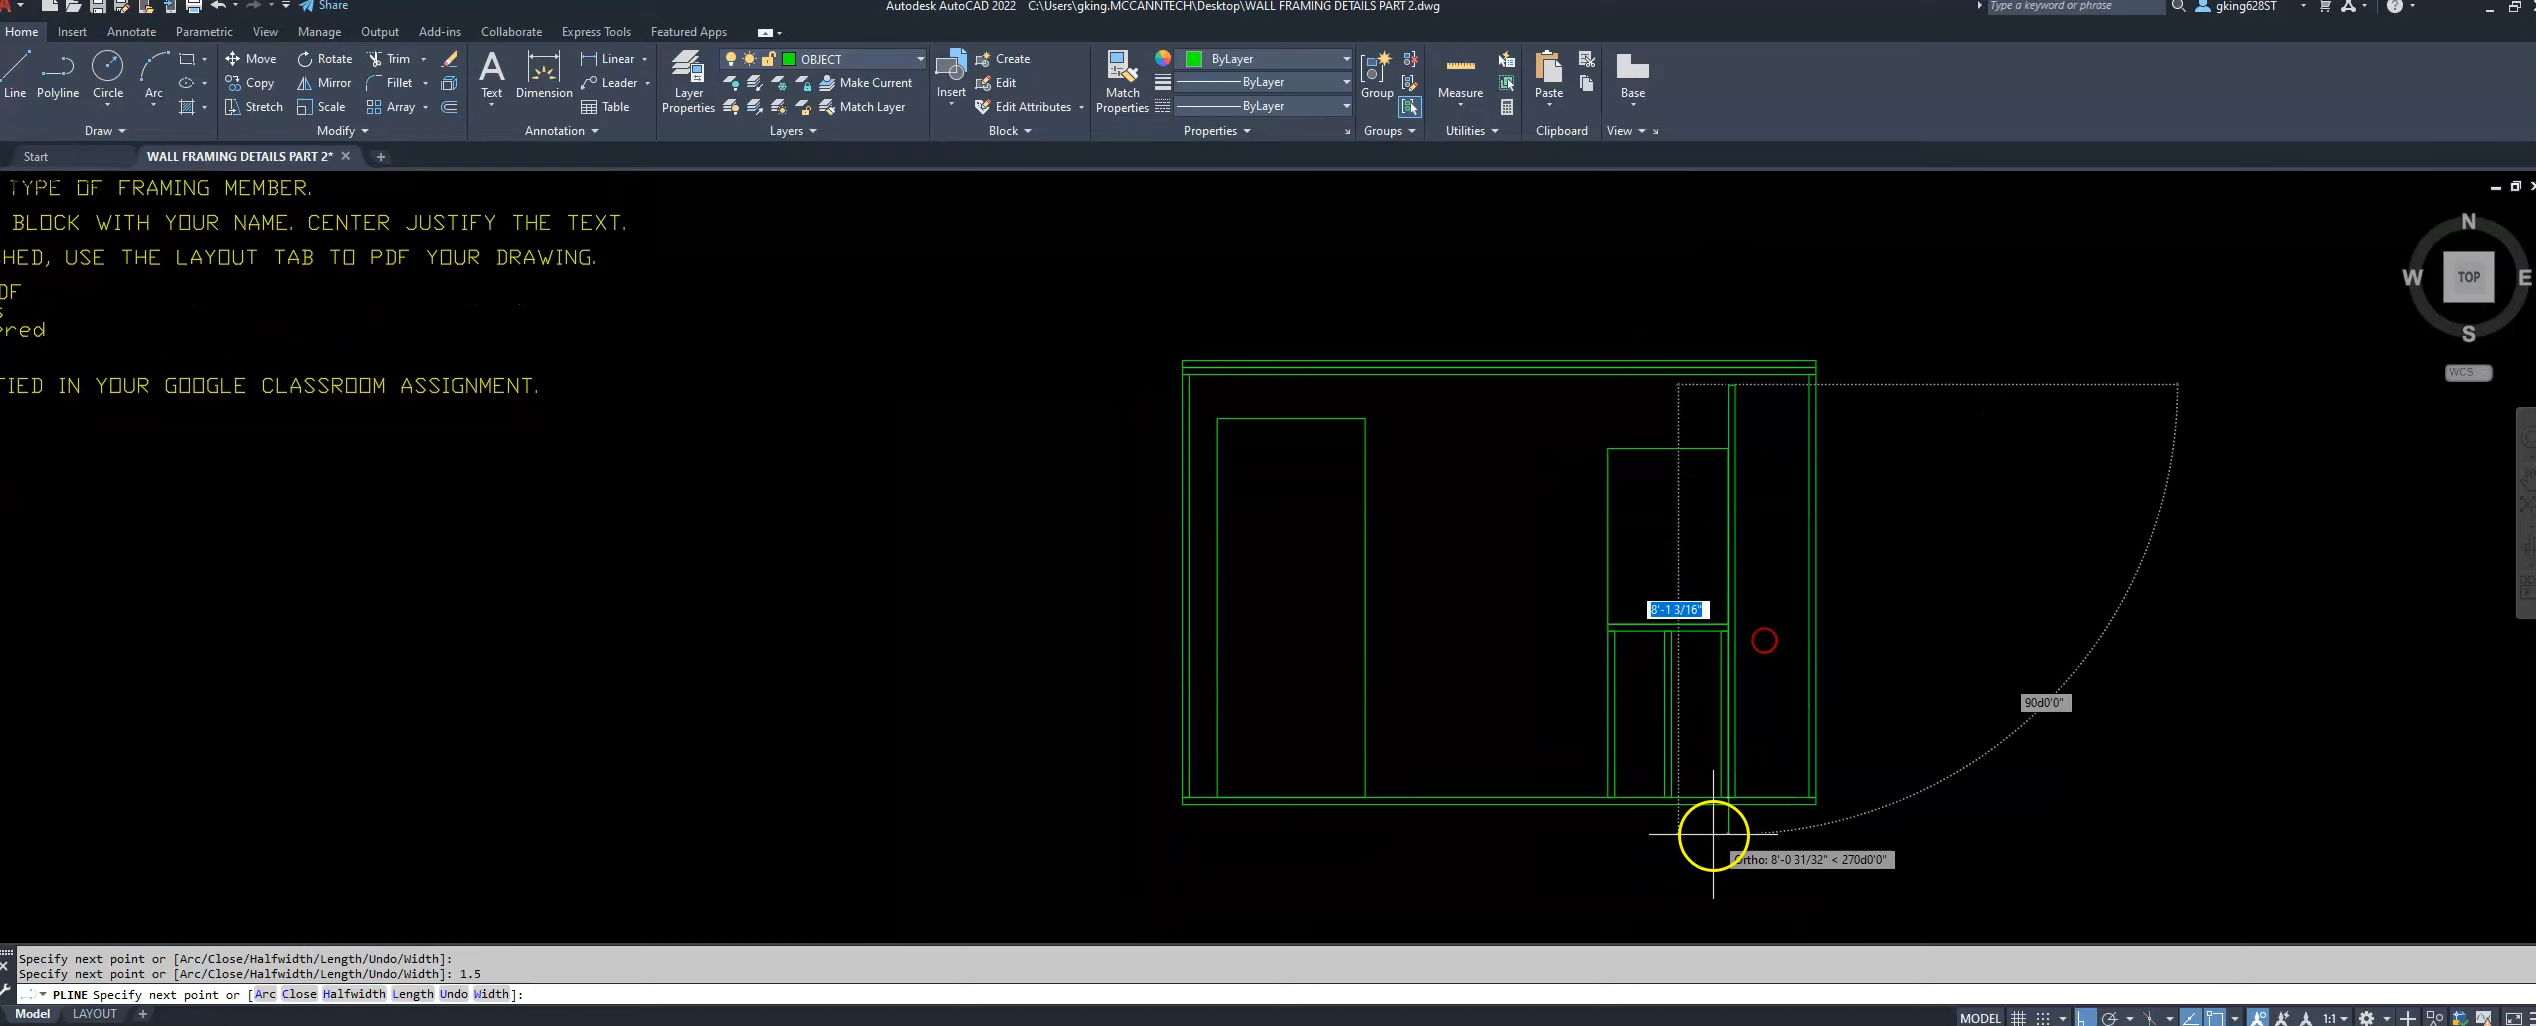 Share
Autodesk AutoCAD 2022 C:\Users\gking.MCCANNTECH\Desktop\WALL FRAMING DETAILS PART 2.dwg
Type a keyword or phrase
gking628ST
Home Insert Annotate Parametric View Manage Output Add-ins Collaborate Express Tools Featured Apps
Line Polyline Circle Arc
Move Rotate Trim
Copy Mirror Fillet
Stretch Scale Array
Text Dimension
Linear
Leader
Table
Layer Properties
OBJECT
Make Current
Match Layer
Insert
Create
Edit
Edit Attributes
Match Properties
ByLayer
ByLayer
ByLayer
Group
Measure
Paste
Base
Draw Modify Annotation Layers Block Properties Groups Utilities Clipboard View
Start WALL FRAMING DETAILS PART 2*
TYPE OF FRAMING MEMBER.
BLOCK WITH YOUR NAME. CENTER JUSTIFY THE TEXT.
HED, USE THE LAYOUT TAB TO PDF YOUR DRAWING.
DF
s
ered
TIED IN YOUR GOOGLE CLASSROOM ASSIGNMENT.
N
W TOP E
S
WCS
8'-1 3/16"
90d0'0"
Ortho: 8'-0 31/32" < 270d0'0"
Specify next point or [Arc/Close/Halfwidth/Length/Undo/Width]:
Specify next point or [Arc/Close/Halfwidth/Length/Undo/Width]: 1.5
PLINE Specify next point or [Arc Close Halfwidth Length Undo Width]:
Model LAYOUT
MODEL
1:1